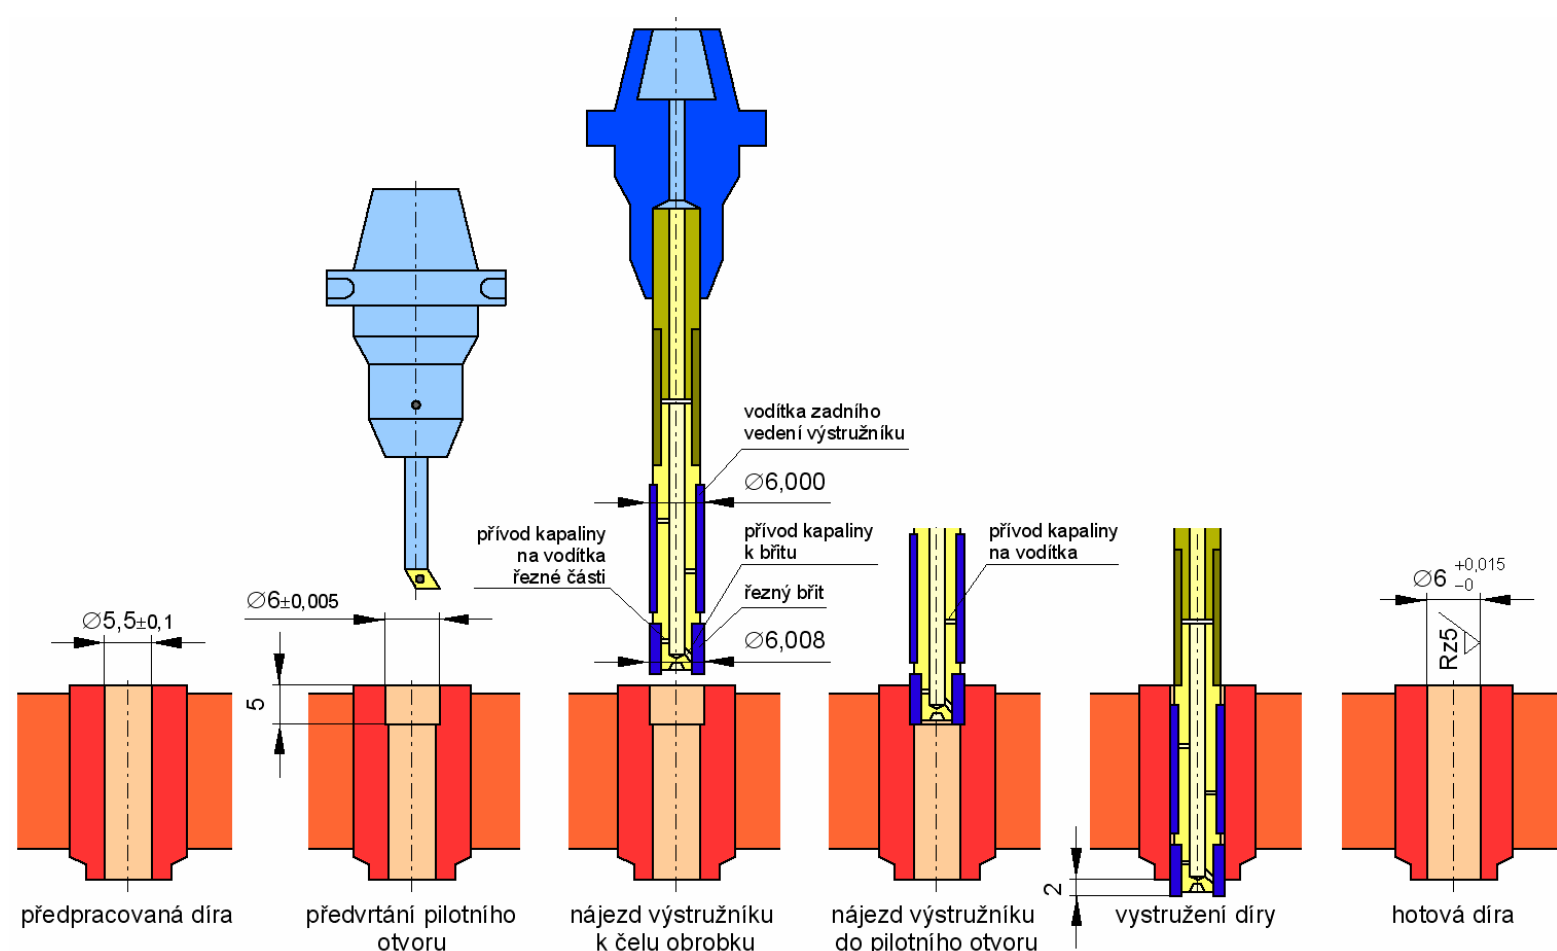 vodítka zadního
vedení výstružníku
∅6,000
přívod kapaliny
na vodítka
řezné části
přívod kapaliny
k břitu
přívod kapaliny
na vodítka
řezný břit
∅6,008
∅5,5±0,1
∅6±0,005
∅6 +0,015
–0
Rz5
5
2
předpracovaná díra
předvrtání pilotního
otvoru
nájezd výstružníku
k čelu obrobku
nájezd výstružníku
do pilotního otvoru
vystružení díry
hotová díra